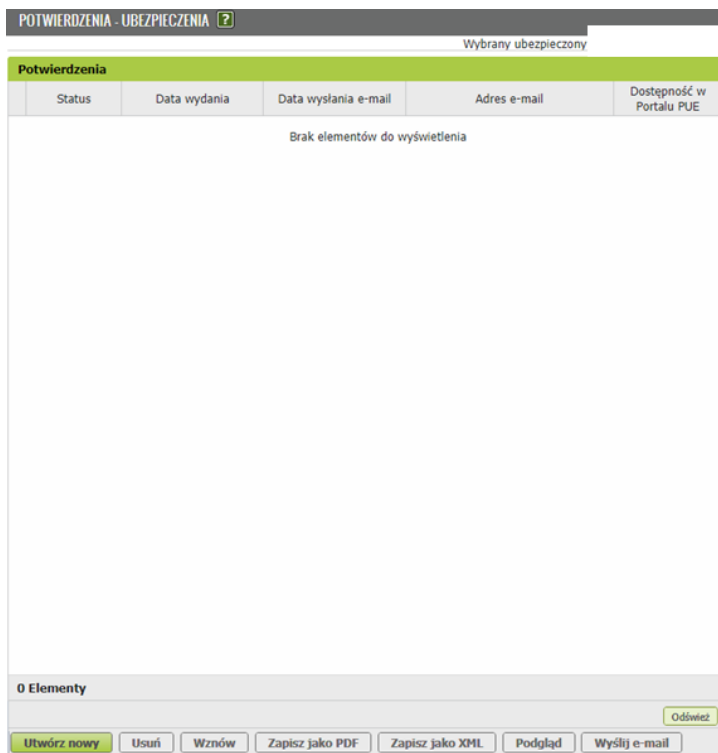 POTWIERDZENIA - UBEZPIECZENIA ?
Wybrany ubezpieczony
Potwierdzenia
Status Data wydania Data wysłania e-mail Adres e-mail Dostępność w
Portalu PUE
Brak elementów do wyświetlenia
0 Elementy
Odśwież
Utwórz nowy Usuń Wznów Zapisz jako PDF Zapisz jako XML Podgląd Wyślij e-mail